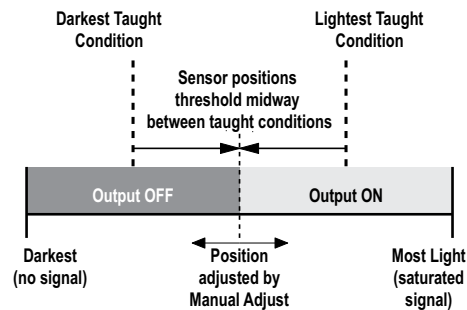 Darkest Taught
Condition
Lightest Taught
Condition
Sensor positions
threshold midway
between taught conditions
Output OFF
Output ON
Darkest
(no signal)
Position
adjusted by
Manual Adjust
Most Light
(saturated
signal)